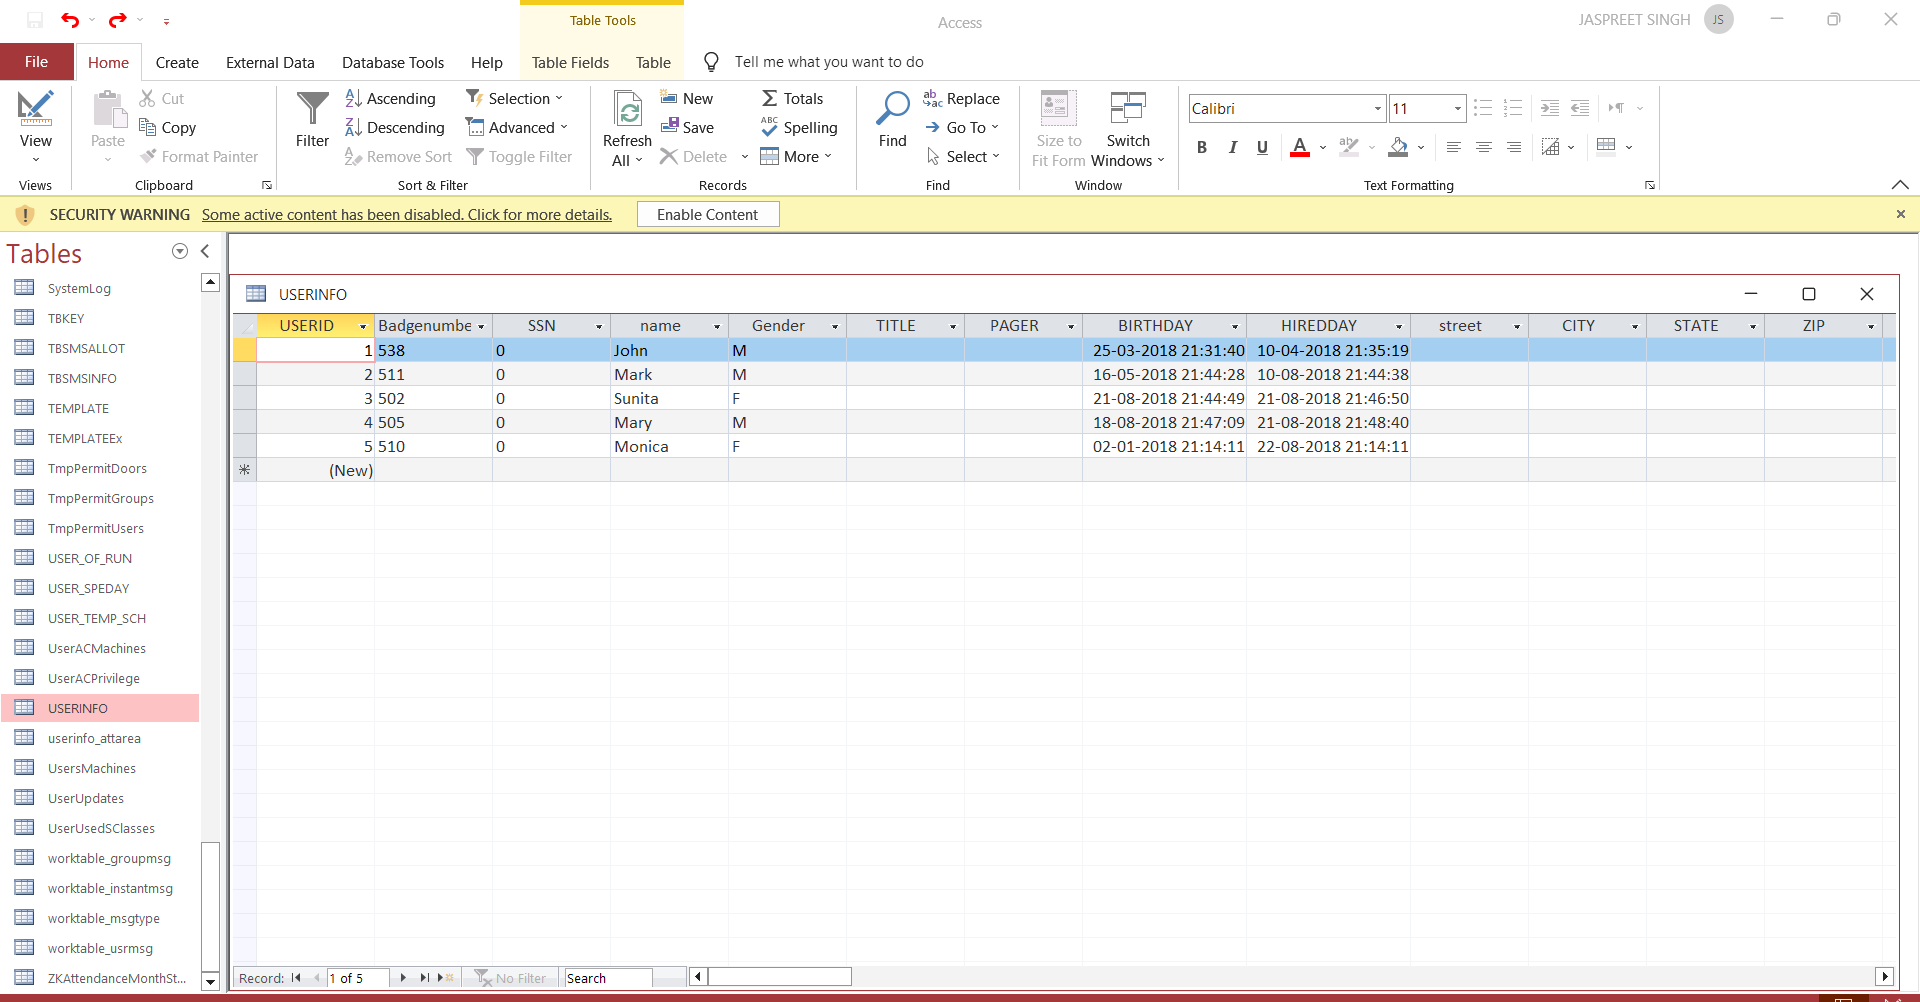 Table Tools
Access
JASPREET SINGH JS
File Home Create External Data Database Tools Help Table Fields Table Tell me what you want to do
View
Views
Paste
Cut
Copy
Format Painter
Clipboard
Filter
Ascending
Descending
Remove Sort
Selection
Advanced
Toggle Filter
Sort & Filter
Refresh
All
New
Save
Delete
Totals
Spelling
More
Records
Find
Replace
Go To
Select
Find
Size to
Fit Form
Switch
Windows
Window
Calibri 11
B I U A
Text Formatting
SECURITY WARNING Some active content has been disabled. Click for more details. Enable Content
Tables
SystemLog
TBKEY
TBSMSALLOT
TBSMSINFO
TEMPLATE
TEMPLATEEx
TmpPermitDoors
TmpPermitGroups
TmpPermitUsers
USER_OF_RUN
USER_SPEDAY
USER_TEMP_SCH
UserACMachines
UserACPrivilege
USERINFO
userinfo_attarea
UsersMachines
UserUpdates
UserUsedSClasses
worktable_groupmsg
worktable_instantmsg
worktable_msgtype
worktable_usrmsg
ZKAttendanceMonthSt...
USERINFO
USERID Badgenumbe SSN name Gender TITLE PAGER BIRTHDAY HIREDDAY street CITY STATE ZIP
1 538 0 John M 25-03-2018 21:31:40 10-04-2018 21:35:19
2 511 0 Mark M 16-05-2018 21:44:28 10-08-2018 21:44:38
3 502 0 Sunita F 21-08-2018 21:44:49 21-08-2018 21:46:50
4 505 0 Mary M 18-08-2018 21:47:09 21-08-2018 21:48:40
5 510 0 Monica F 02-01-2018 21:14:11 22-08-2018 21:14:11
(New)
Record: 1 of 5 No Filter Search